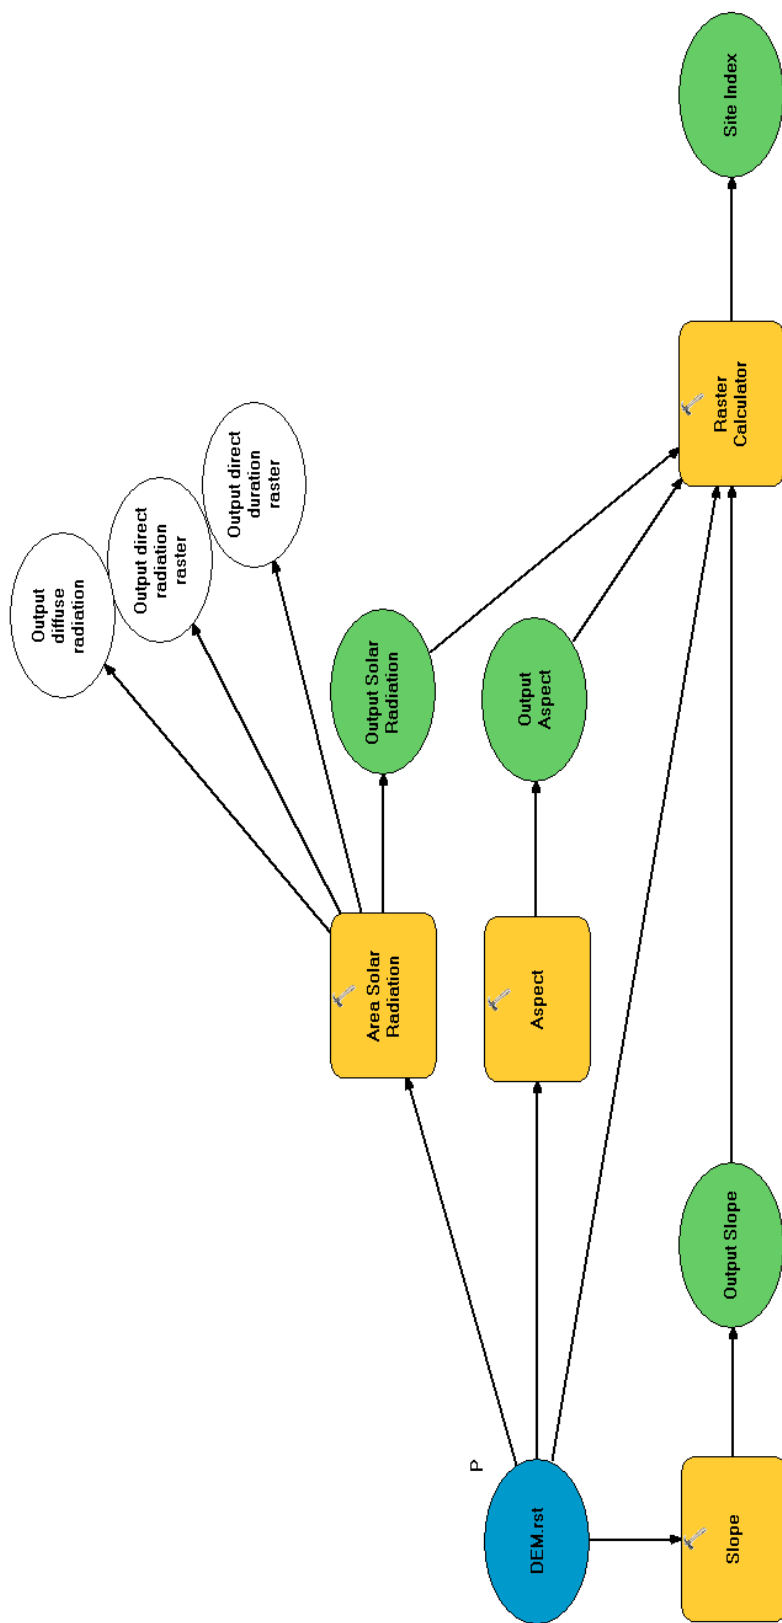 Output
diffuse
radiation
Output direct
radiation
raster
Output direct
duration
raster
Area Solar
Radiation
Output Solar
Radiation
P
DEM.rst
Aspect
Output
Aspect
Slope
Output Slope
Raster
Calculator
Site Index